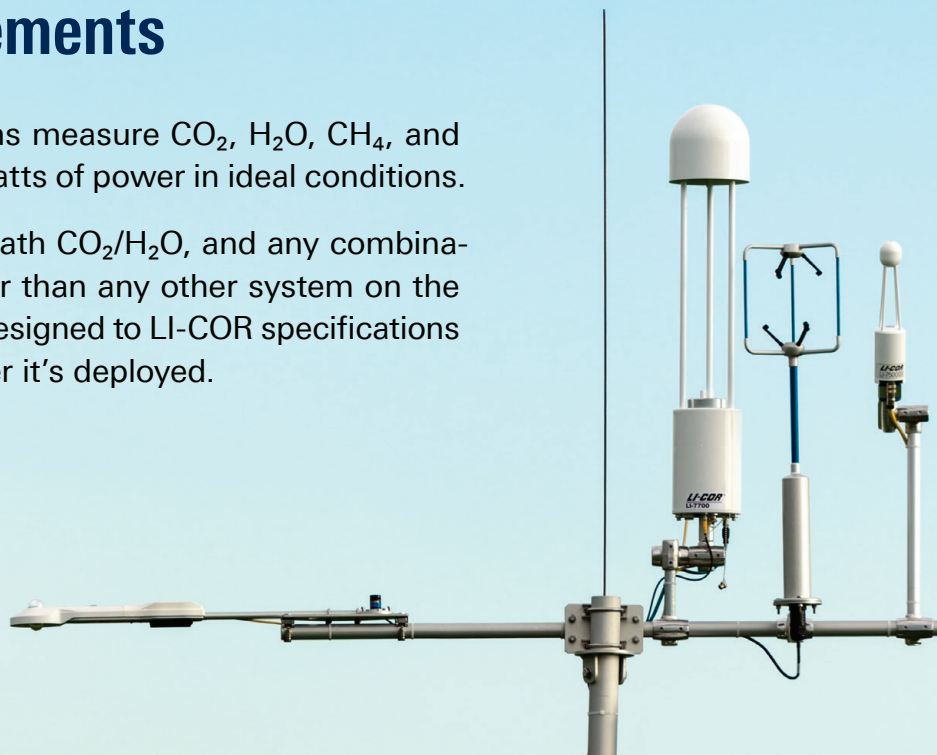 ements
ns measure CO₂, H₂O, CH₄, and
atts of power in ideal conditions.
ath CO₂/H₂O, and any combina-
r than any other system on the
esigned to LI-COR specifications
er it’s deployed.
LI-COR
LI-7700
LI-COR